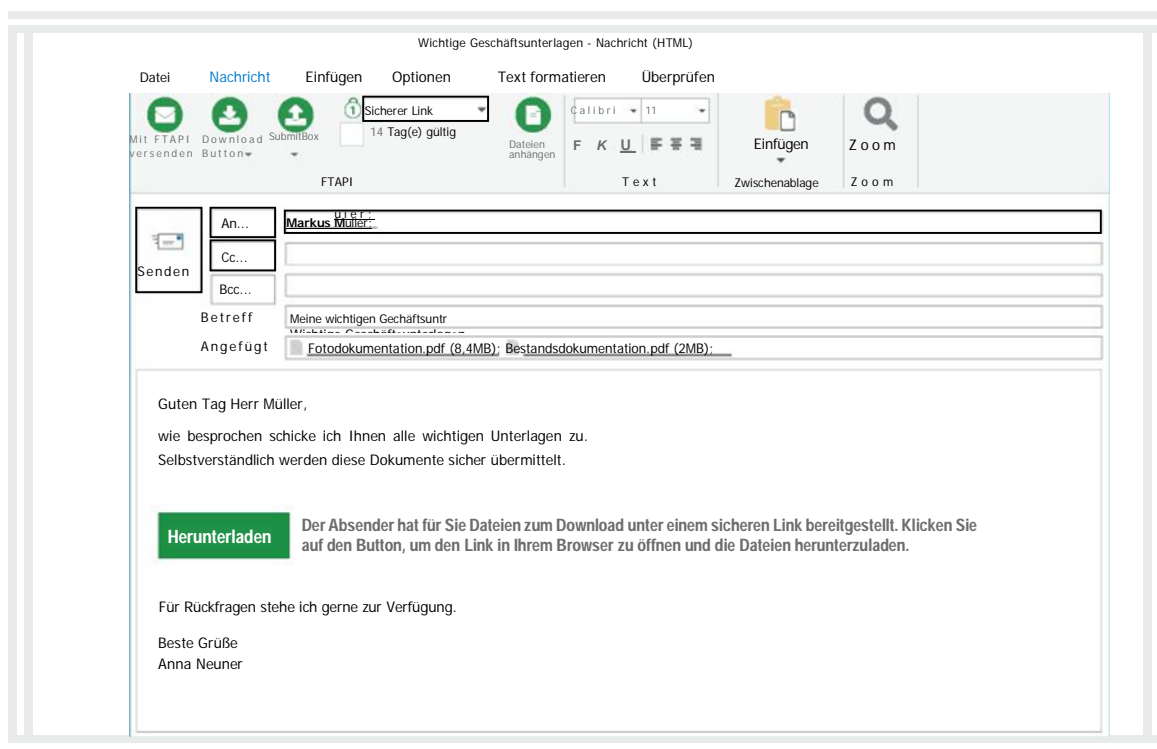 Wichtige Geschäftsunterlagen - Nachricht (HTML)
Datei Nachricht Einfügen Optionen Text formatieren Überprüfen
Mit FTAPI versenden
Download Button
SubmitBox
1 Sicherer Link
14 Tag(e) gültig
Dateien anhängen
Calibri 11
F K U
Einfügen
Zoom
FTAPI Text Zwischenablage Zoom
Senden
An... Markus Müller;
Cc...
Bcc...
Betreff Meine wichtigen Gechäftsuntr
Wichtige Geschäftsunterlagen
Angefügt Fotodokumentation.pdf (8,4MB); Bestandsdokumentation.pdf (2MB);
Guten Tag Herr Müller,
wie besprochen schicke ich Ihnen alle wichtigen Unterlagen zu.
Selbstverständlich werden diese Dokumente sicher übermittelt.
Herunterladen
Der Absender hat für Sie Dateien zum Download unter einem sicheren Link bereitgestellt. Klicken Sie
auf den Button, um den Link in Ihrem Browser zu öffnen und die Dateien herunterzuladen.
Für Rückfragen stehe ich gerne zur Verfügung.
Beste Grüße
Anna Neuner